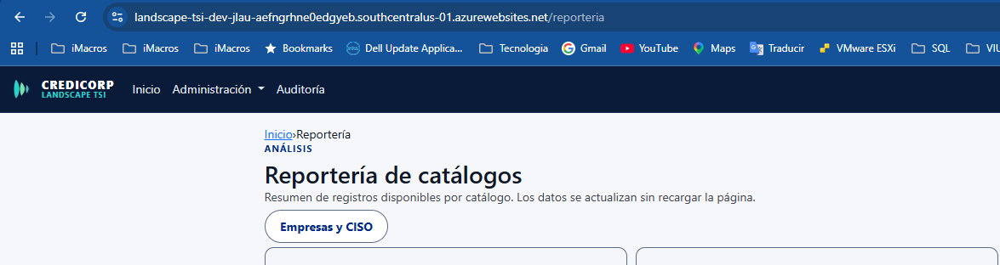 landscape-tsi-dev-jlau-aefngrhne0edgyeb.southcentralus-01.azurewebsites.net/reporteria
iMacros iMacros iMacros Bookmarks Dell Update Applica... Tecnologia Gmail YouTube Maps Traducir VMware ESXi SQL VIU
CREDICORP
LANDSCAPE TSI
Inicio Administración Auditoría
Inicio›Reportería
ANÁLISIS
Reportería de catálogos
Resumen de registros disponibles por catálogo. Los datos se actualizan sin recargar la página.
Empresas y CISO